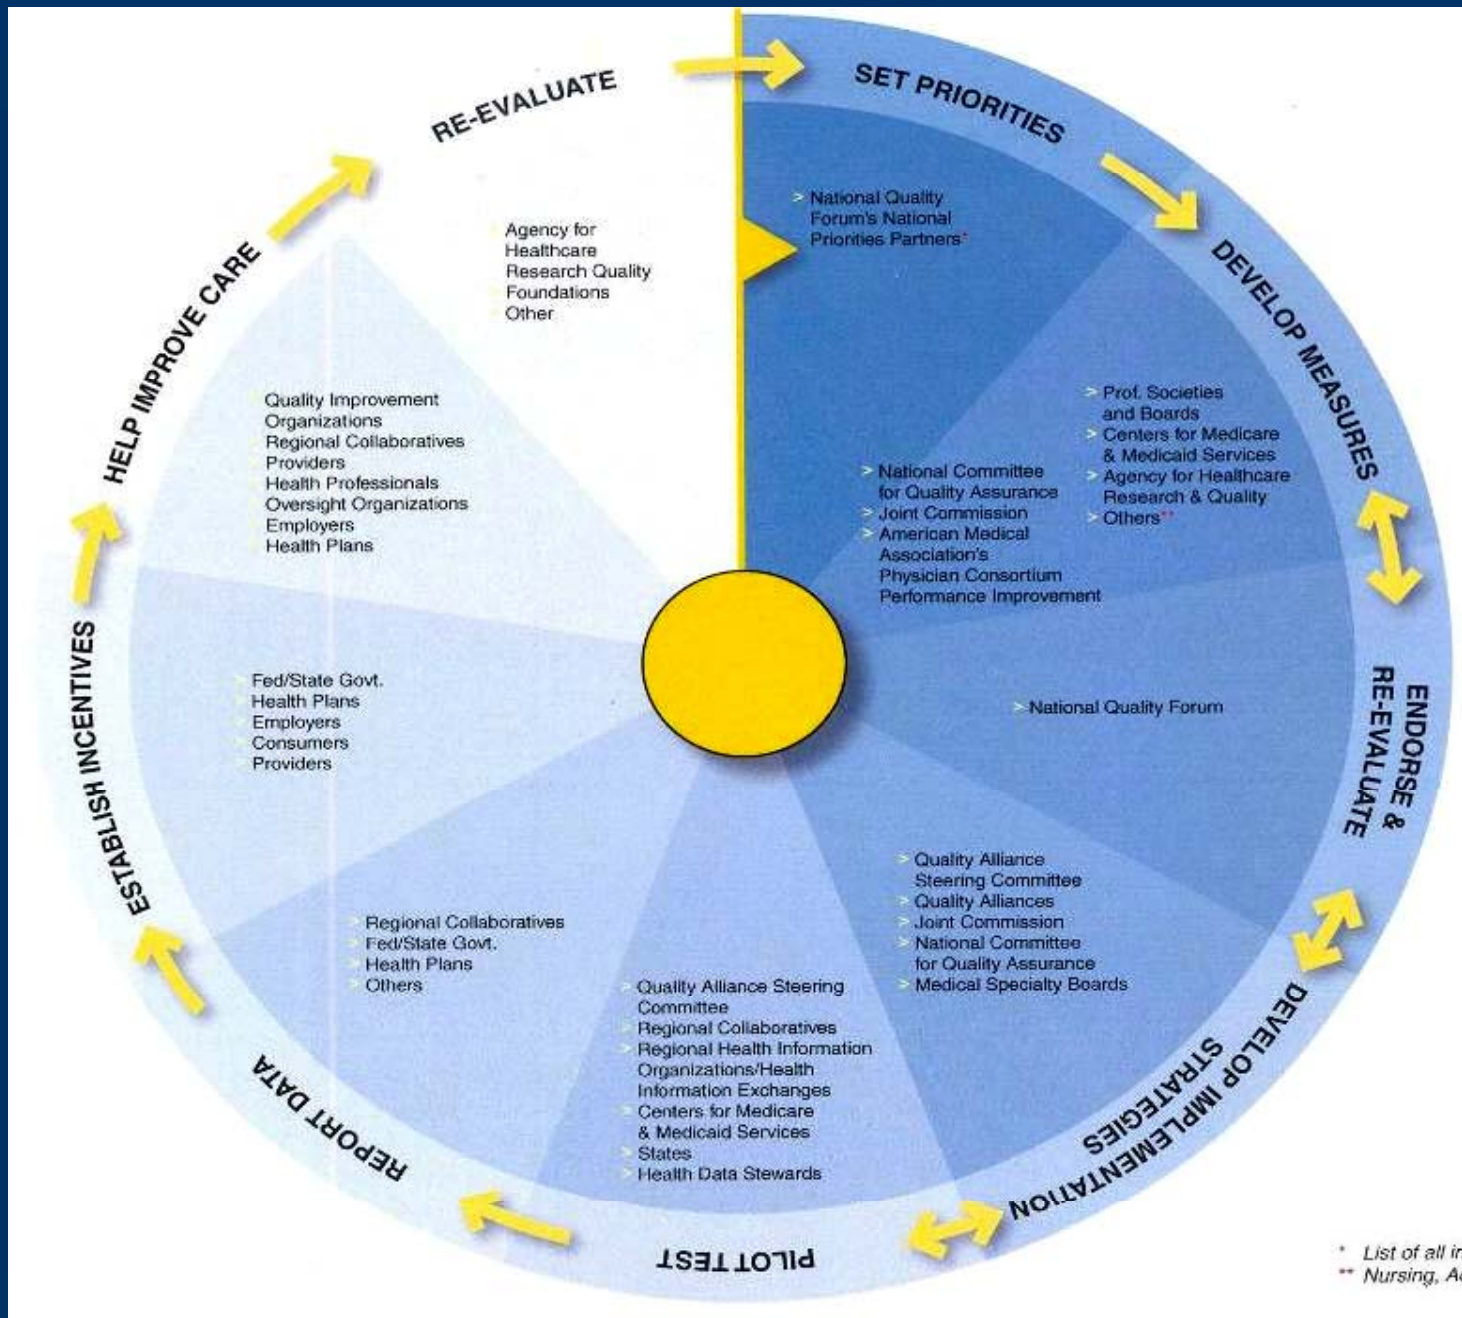 SET PRIORITIES
> National Quality
Forum's National
Priorities Partners*
DEVELOP MEASURES
> Prof. Societies
and Boards
> Centers for Medicare
& Medicaid Services
> Agency for Healthcare
Research & Quality
> Others**
> National Committee
for Quality Assurance
> Joint Commission
> American Medical
Association's
Physician Consortium
Performance Improvement
ENDORSE &
RE-EVALUATE
> National Quality Forum
DEVELOP IMPLEMENTATION
STRATEGIES
> Quality Alliance
Steering Committee
> Quality Alliances
> Joint Commission
> National Committee
for Quality Assurance
> Medical Specialty Boards
PILOT TEST
> Quality Alliance Steering
Committee
> Regional Collaboratives
> Regional Health Information
Organizations/Health
Information Exchanges
> Centers for Medicare
& Medicaid Services
> States
> Health Data Stewards
REPORT DATA
> Regional Collaboratives
> Fed/State Govt.
> Health Plans
> Others
ESTABLISH INCENTIVES
> Fed/State Govt.
> Health Plans
> Employers
> Consumers
> Providers
HELP IMPROVE CARE
Quality Improvement
Organizations
Regional Collaboratives
Providers
Health Professionals
Oversight Organizations
Employers
Health Plans
RE-EVALUATE
Agency for
Healthcare
Research Quality
Foundations
Other
* List of all
** Nursing,